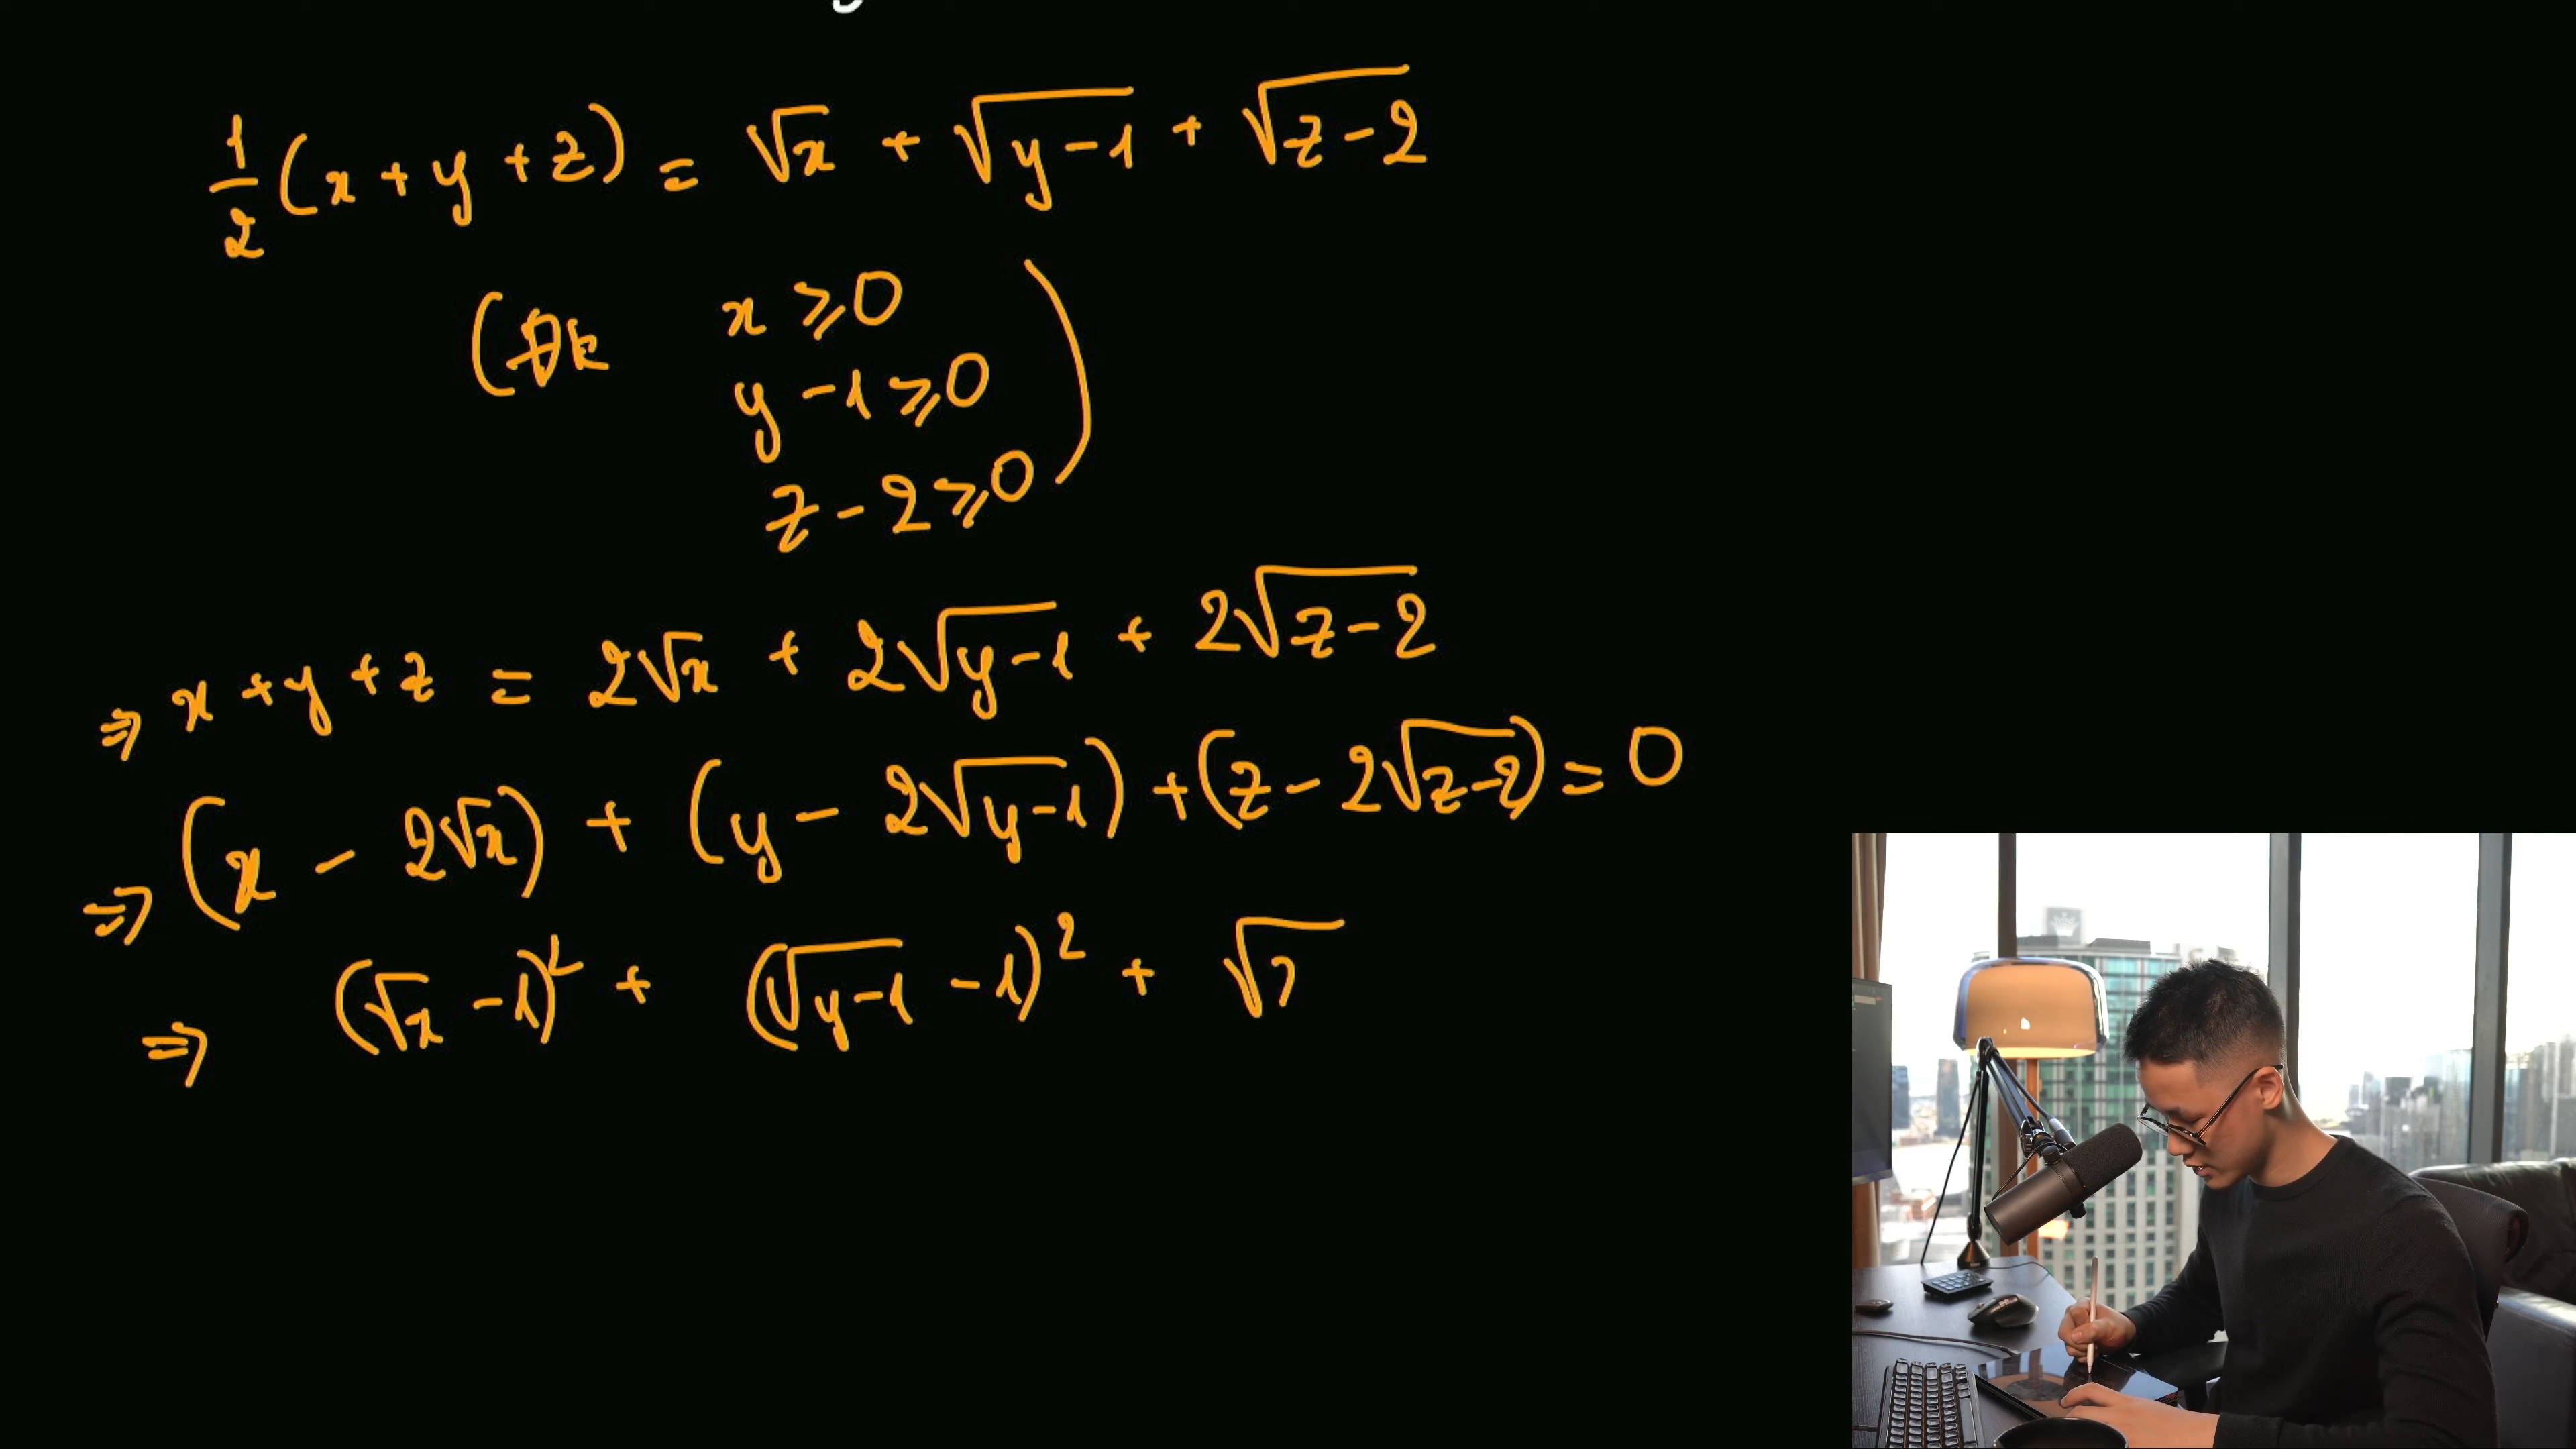 ½(x+y+z) = √x + √(y-1) + √(z-2)
(Đk x ≥ 0
y - 1 ≥ 0
z - 2 ≥ 0)
⇒ x + y + z = 2√x + 2√(y-1) + 2√(z-2)
⇒ (x - 2√x) + (y - 2√(y-1)) + (z - 2√(z-2)) = 0
⇒ (√x - 1)² + (√(y-1) - 1)² + √